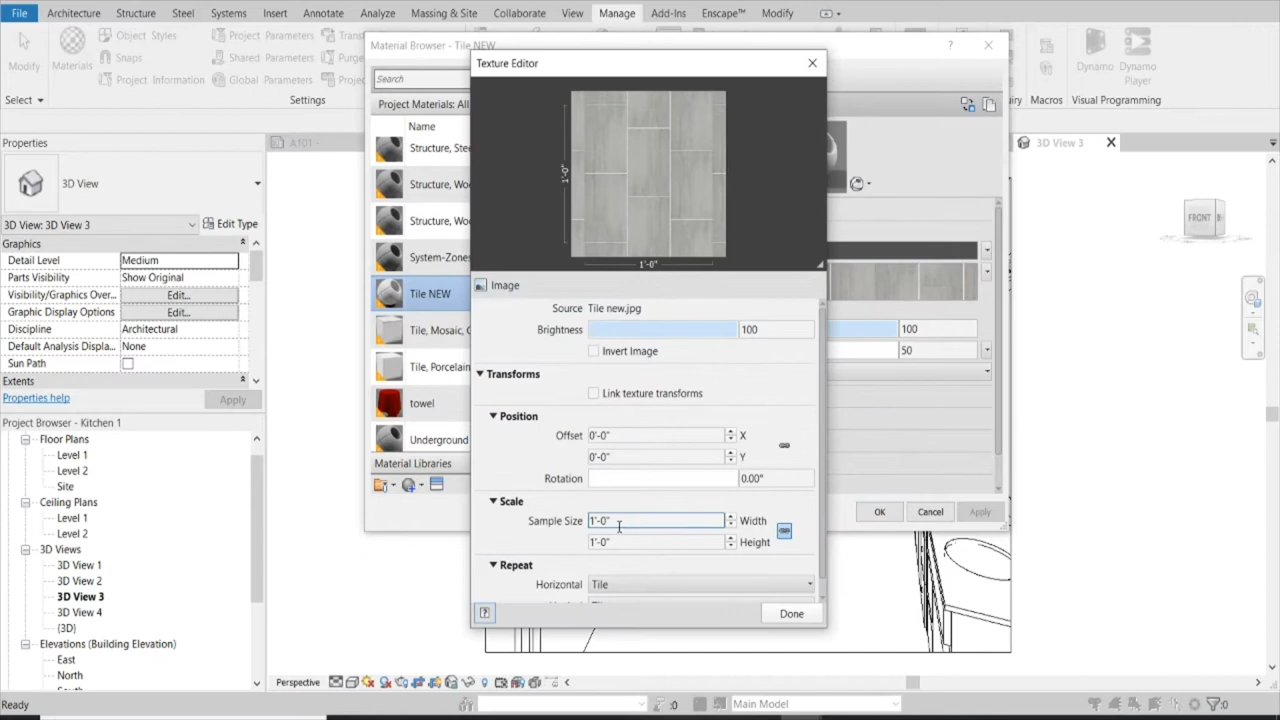 File Architecture Structure Steel Systems Insert Annotate Analyze Massing & Site Collaborate View Manage Add-Ins Enscape™ Modify
Modify
Materials
Object Styles
Snaps
Project Information
Project Parameters
Shared Parameters
Global Parameters
Transf
Purge
Macros
Dynamo
Dynamo Player
Select
Settings
Visual Programming
Properties
3D View
3D View: 3D View 3 Edit Type
Graphics
Detail Level Medium
Parts Visibility Show Original
Visibility/Graphics Over... Edit...
Graphic Display Options Edit...
Discipline Architectural
Default Analysis Displa... None
Sun Path
Extents
Properties help Apply
Project Browser - Kitchen 1
Floor Plans
Level 1
Level 2
Site
Ceiling Plans
Level 1
Level 2
3D Views
3D View 1
3D View 2
3D View 3
3D View 4
{3D}
Elevations (Building Elevation)
East
North
A101 -
3D View 3
FRONT
Material Browser - Tile NEW
Search
Project Materials: All
Name
Structure, Stee
Structure, Woo
Structure, Woo
System-Zones
Tile NEW
Tile, Mosaic, G
Tile, Porcelain
towel
Underground
Material Libraries
100
50
OK Cancel Apply
Texture Editor
1'-0"
1'-0"
Image
Source Tile new.jpg
Brightness 100
Invert Image
Transforms
Link texture transforms
Position
Offset 0'-0" X
0'-0" Y
Rotation 0.00°
Scale
Sample Size 1'-0" Width
1'-0" Height
Repeat
Horizontal Tile
? Done
Perspective
Ready :0 Main Model :0